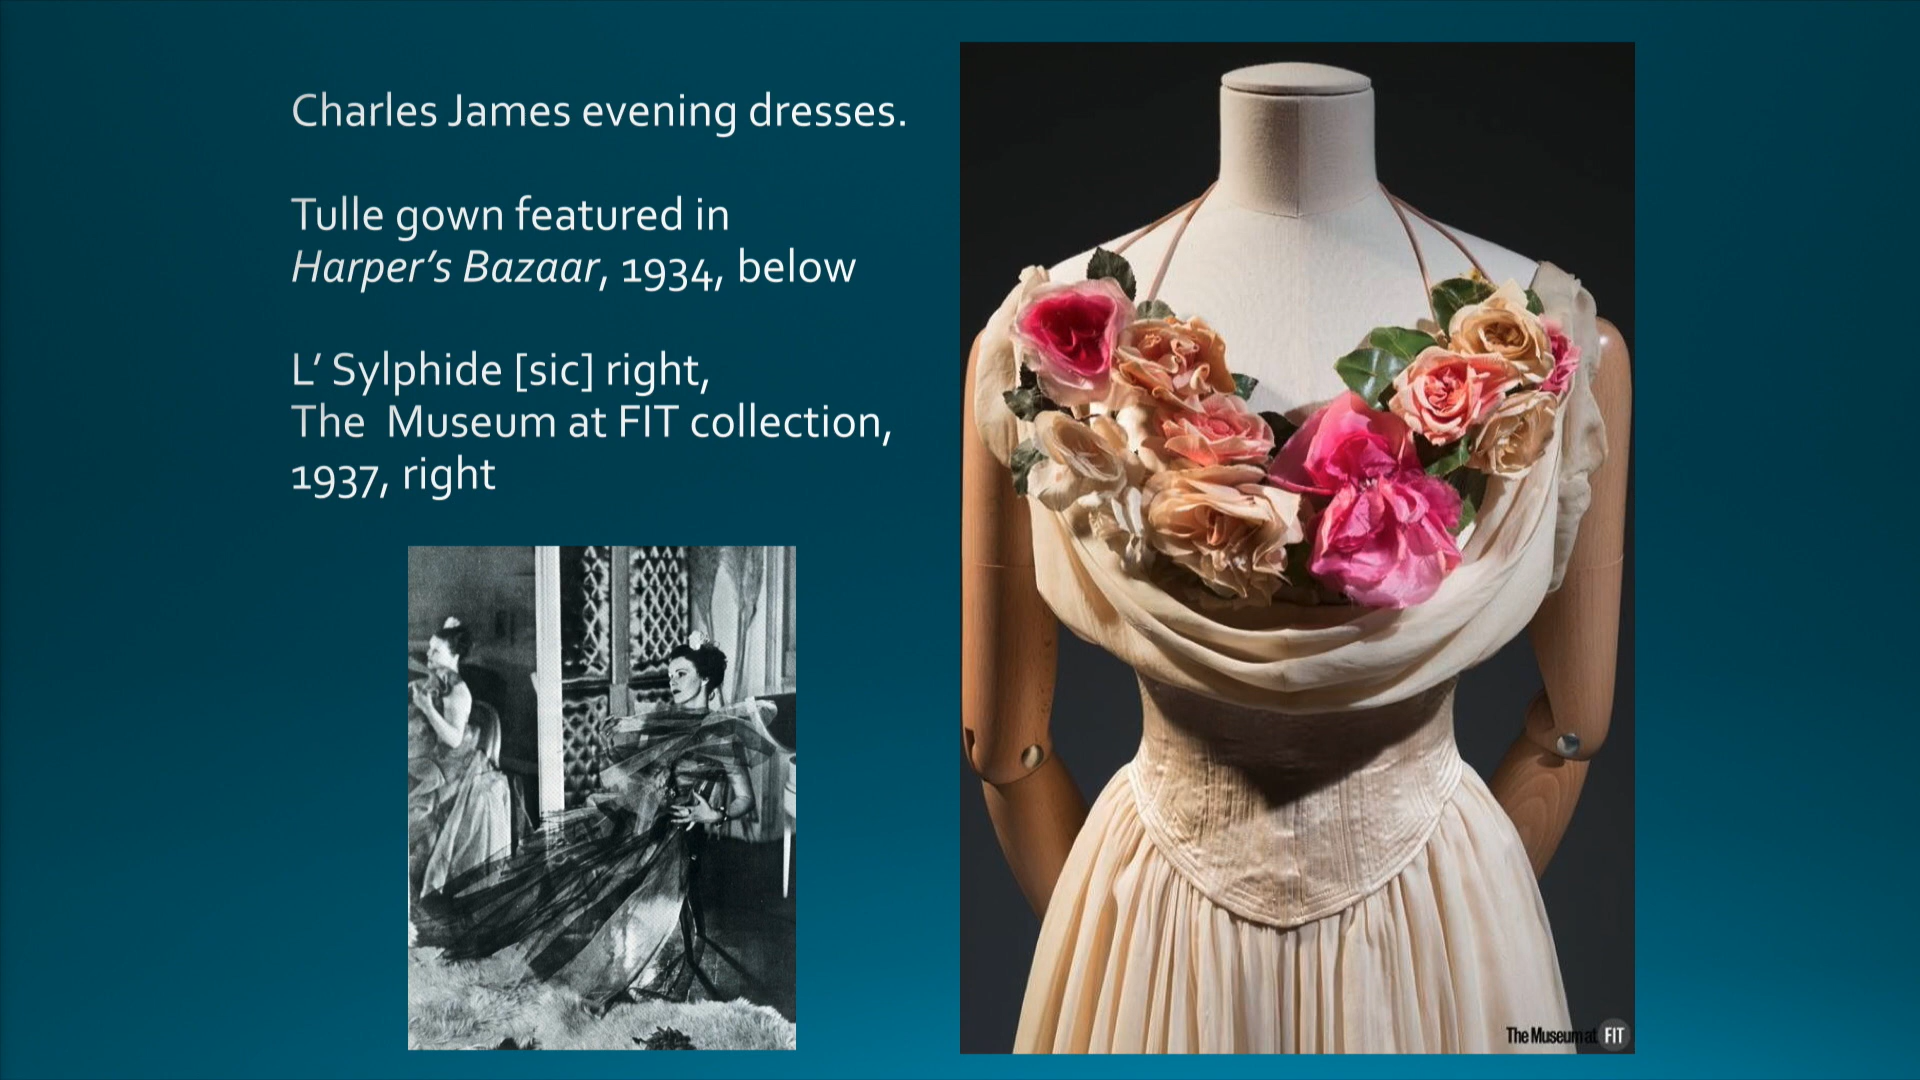 Charles James evening dresses.
Tulle gown featured in
Harper's Bazaar, 1934, below
L' Sylphide [sic] right,
The  Museum at FIT collection,
1937, right
The Museum at FIT